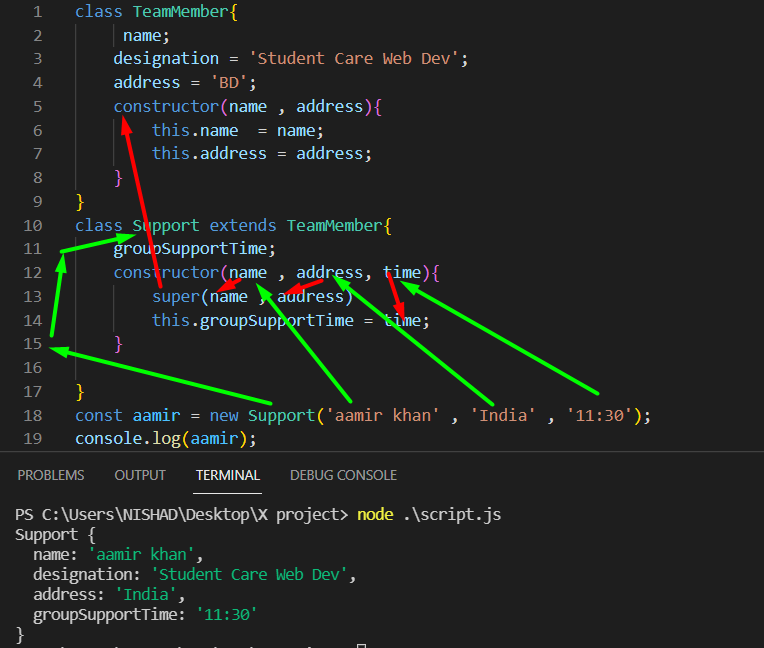 1 class TeamMember{
2 name;
3 designation = 'Student Care Web Dev';
4 address = 'BD';
5 constructor(name , address){
6 this.name  = name;
7 this.address = address;
8 }
9 }
10 class Support extends TeamMember{
11 groupSupportTime;
12 constructor(name , address, time){
13 super(name , address)
14 this.groupSupportTime = time;
15 }
16
17 }
18 const aamir = new Support('aamir khan' , 'India' , '11:30');
19 console.log(aamir);
PROBLEMS OUTPUT TERMINAL DEBUG CONSOLE
PS C:\Users\NISHAD\Desktop\X project> node .\script.js
Support {
name: 'aamir khan',
designation: 'Student Care Web Dev',
address: 'India',
groupSupportTime: '11:30'
}